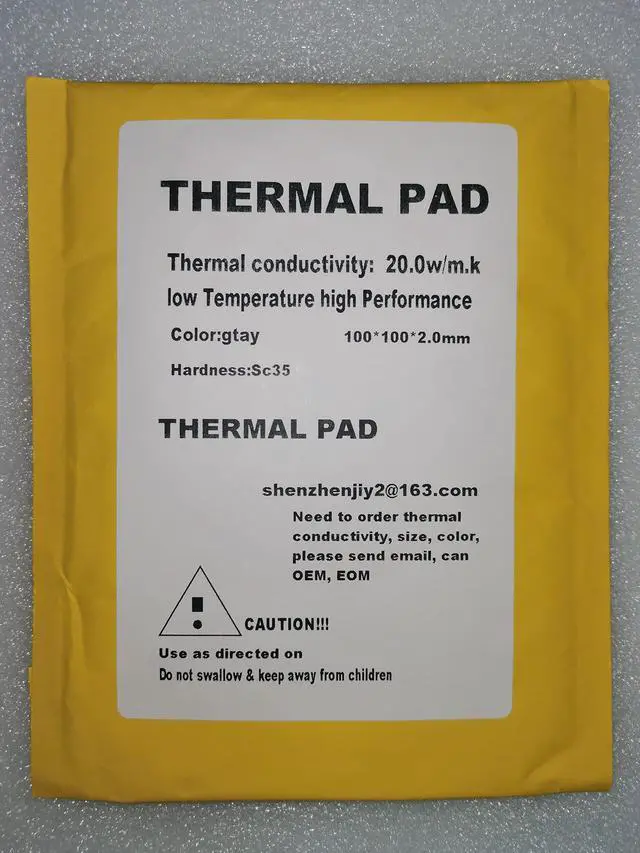 THERMAL PAD
Thermal conductivity: 20.0w/m.k
low Temperature high Performance
Color:gtay 100*100*2.0mm
Hardness:Sc35
THERMAL PAD
shenzhenjiy2@163.com
Need to order thermal
conductivity, size, color,
please send email, can
OEM, EOM
CAUTION!!!
Use as directed on
Do not swallow & keep away from children